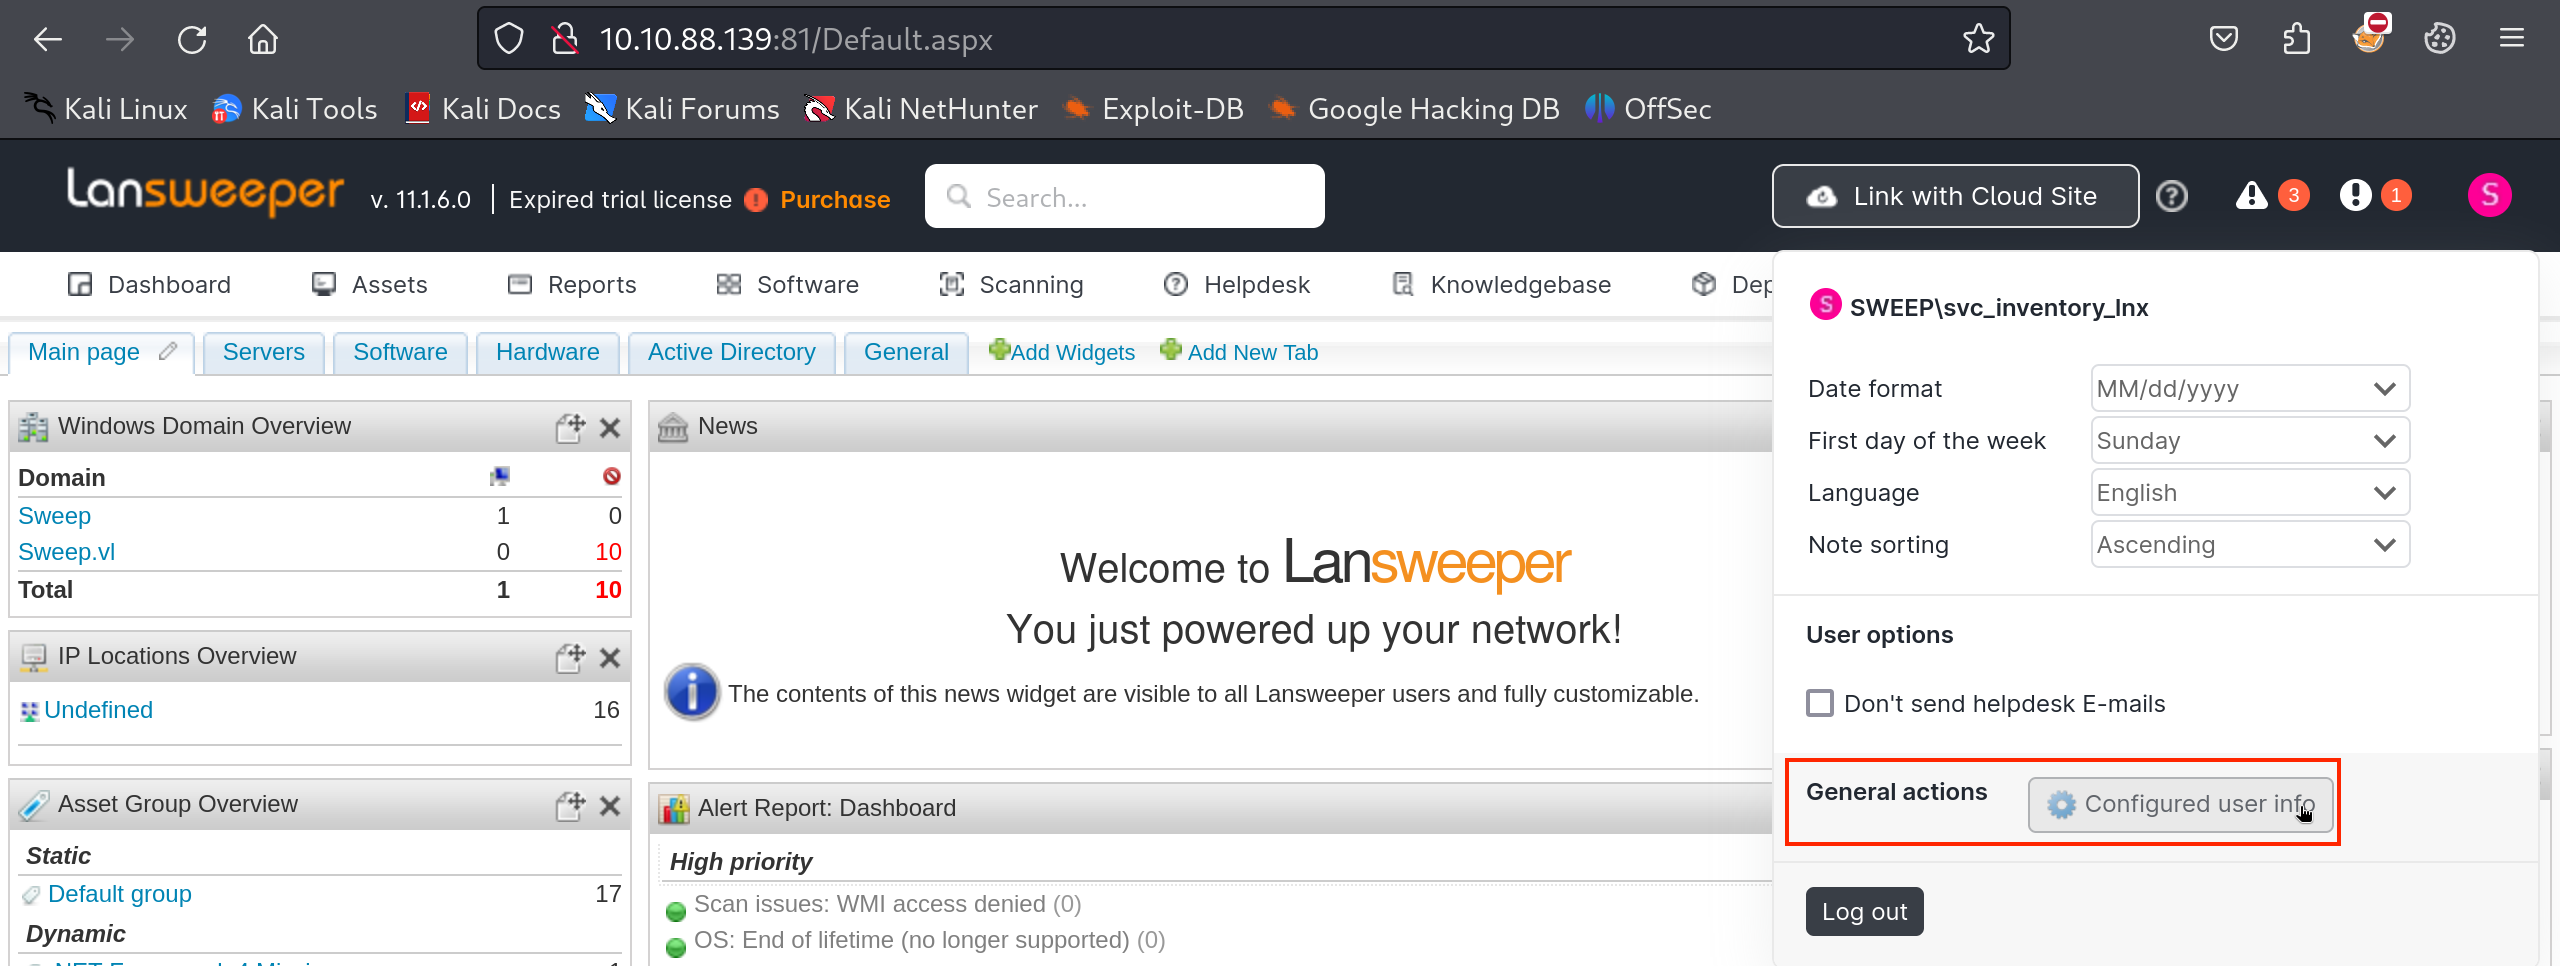 10.10.88.139:81/Default.aspx
Kali Linux Kali Tools Kali Docs Kali Forums Kali NetHunter Exploit-DB Google Hacking DB OffSec
Lansweeper v. 11.1.6.0 Expired trial license Purchase Search... Link with Cloud Site 3 1 S
Dashboard Assets Reports Software Scanning Helpdesk Knowledgebase Dep
Main page Servers Software Hardware Active Directory General Add Widgets Add New Tab
Windows Domain Overview
Domain
Sweep 1 0
Sweep.vl 0 10
Total 1 10
IP Locations Overview
Undefined 16
Asset Group Overview
Static
Default group 17
Dynamic
News
Welcome to Lansweeper
You just powered up your network!
The contents of this news widget are visible to all Lansweeper users and fully customizable.
Alert Report: Dashboard
High priority
Scan issues: WMI access denied (0)
OS: End of lifetime (no longer supported) (0)
S SWEEP\svc_inventory_lnx
Date format MM/dd/yyyy
First day of the week Sunday
Language English
Note sorting Ascending
User options
Don't send helpdesk E-mails
General actions Configured user info
Log out